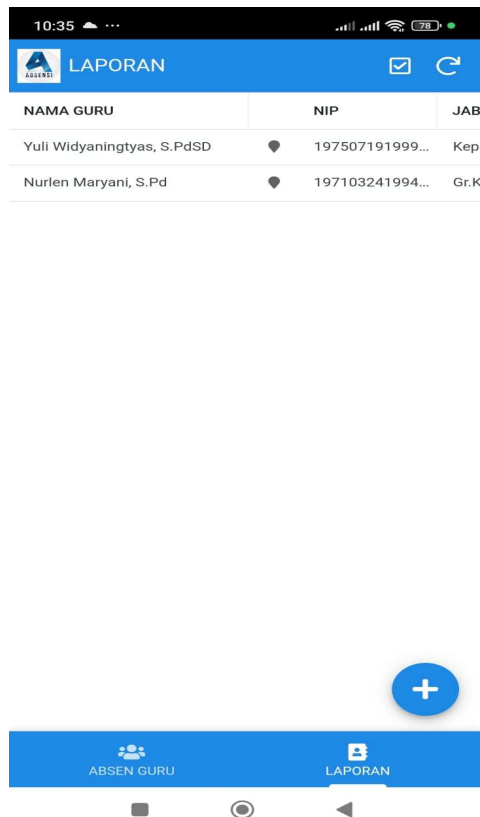 10:35 ...
78
ABSENSI
LAPORAN
NAMA GURU NIP JAB
Yuli Widyaningtyas, S.PdSD 197507191999... Kep
Nurlen Maryani, S.Pd 197103241994... Gr.K
ABSEN GURU LAPORAN